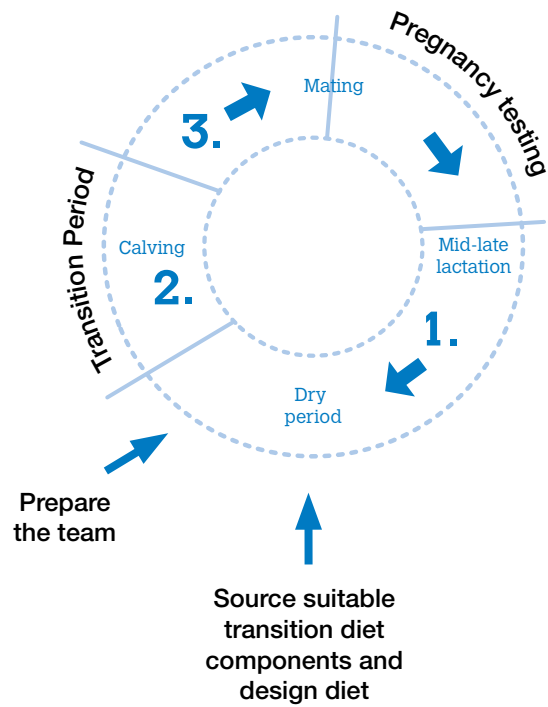 Pregnancy testing
Mating
3.
Transition Period
Calving
2.
Mid-late
lactation
1.
Dry
period
Prepare
the team
Source suitable
transition diet
components and
design diet